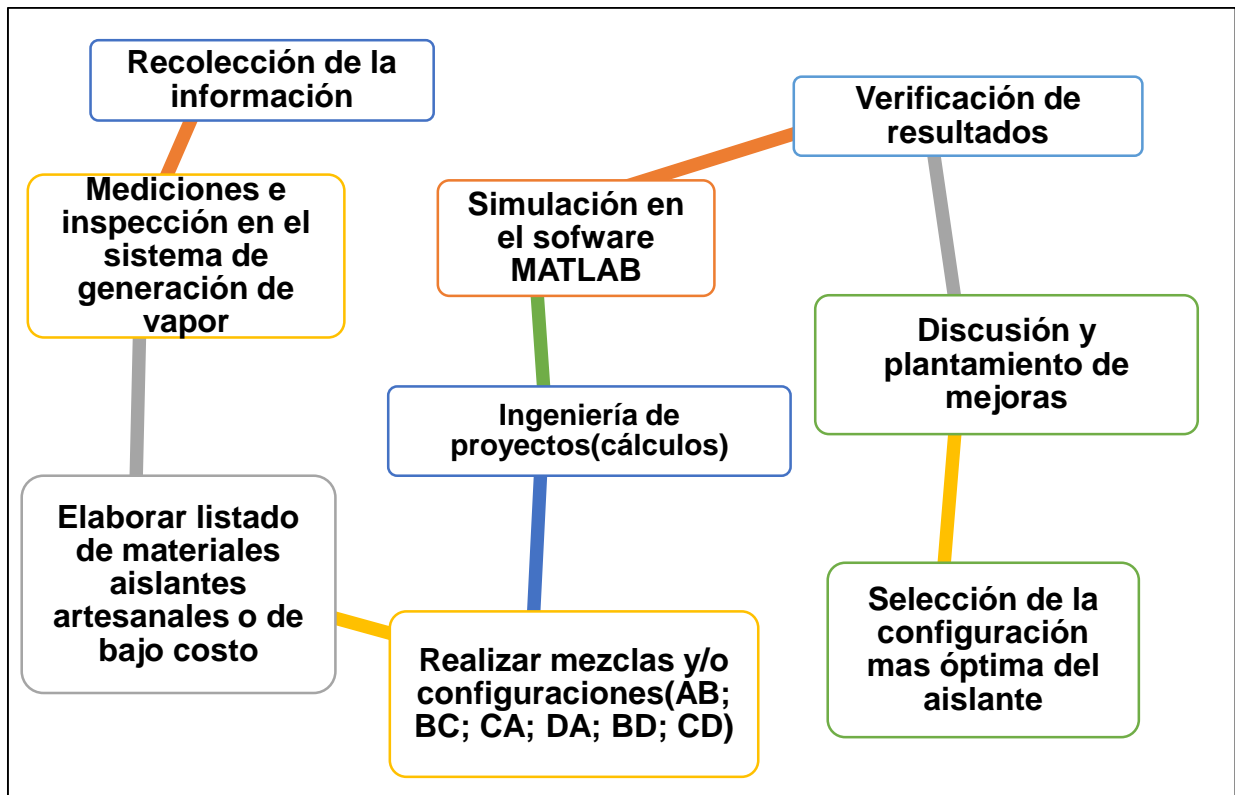 Recolección de la
información
Mediciones e
inspección en el
sistema de
generación de
vapor
Elaborar listado
de materiales
aislantes
artesanales o de
bajo costo
Realizar mezclas y/o
configuraciones(AB;
BC; CA; DA; BD; CD)
Ingeniería de
proyectos(cálculos)
Simulación en
el sofware
MATLAB
Verificación de
resultados
Discusión y
plantamiento de
mejoras
Selección de la
configuración
mas óptima del
aislante